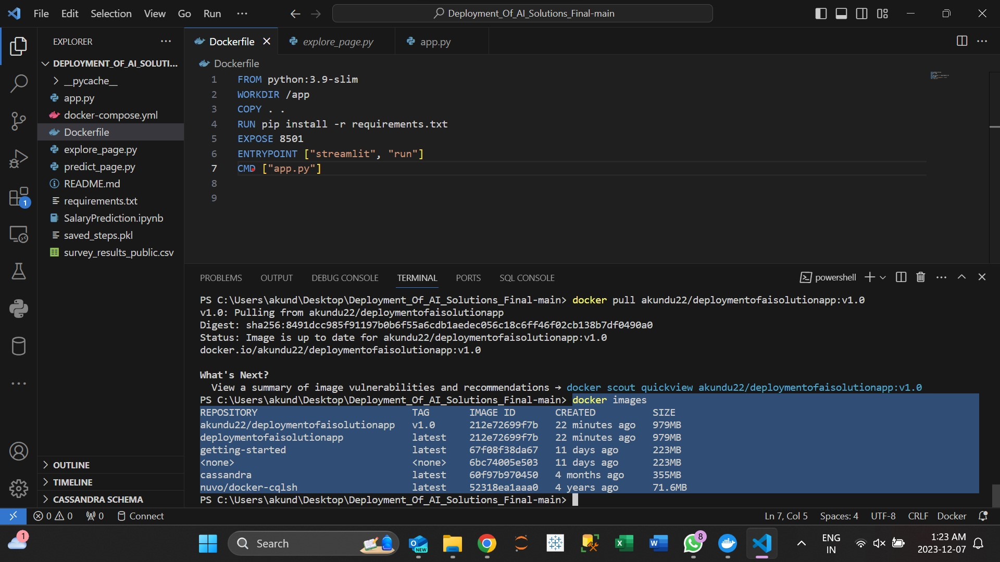 File Edit Selection View Go Run ···
Deployment_Of_AI_Solutions_Final-main
EXPLORER
DEPLOYMENT_OF_AI_SOLUTI...
__pycache__
app.py
docker-compose.yml
Dockerfile
explore_page.py
predict_page.py
README.md
requirements.txt
SalaryPrediction.ipynb
saved_steps.pkl
survey_results_public.csv
OUTLINE
TIMELINE
CASSANDRA SCHEMA
1
Dockerfile explore_page.py app.py
Dockerfile
1 FROM python:3.9-slim
2 WORKDIR /app
3 COPY . .
4 RUN pip install -r requirements.txt
5 EXPOSE 8501
6 ENTRYPOINT ["streamlit", "run"]
7 CMD ["app.py"]
8
9
PROBLEMS OUTPUT DEBUG CONSOLE TERMINAL PORTS SQL CONSOLE powershell
PS C:\Users\akund\Desktop\Deployment_Of_AI_Solutions_Final-main> docker pull akundu22/deploymentofaisolutionapp:v1.0
v1.0: Pulling from akundu22/deploymentofaisolutionapp
Digest: sha256:8491dcc985f91197b0b6f55a6cdb1aedec056c18c6ff46f02cb138b7df0490a0
Status: Image is up to date for akundu22/deploymentofaisolutionapp:v1.0
docker.io/akundu22/deploymentofaisolutionapp:v1.0
What's Next?
View a summary of image vulnerabilities and recommendations → docker scout quickview akundu22/deploymentofaisolutionapp:v1.0
PS C:\Users\akund\Desktop\Deployment_Of_AI_Solutions_Final-main> docker images
REPOSITORY TAG IMAGE ID CREATED SIZE
akundu22/deploymentofaisolutionapp v1.0 212e72699f7b 22 minutes ago 979MB
deploymentofaisolutionapp latest 212e72699f7b 22 minutes ago 979MB
getting-started latest 67f08f38da67 11 days ago 223MB
<none> <none> 6bc74005e503 11 days ago 223MB
cassandra latest 60f97b970450 4 months ago 355MB
nuvo/docker-cqlsh latest 52318ea1aaa0 4 years ago 71.6MB
PS C:\Users\akund\Desktop\Deployment_Of_AI_Solutions_Final-main>
0 0 0 Connect Ln 7, Col 5 Spaces: 4 UTF-8 CRLF Docker
1 Search NEW 8 ENG 1:23 AM
IN 2023-12-07